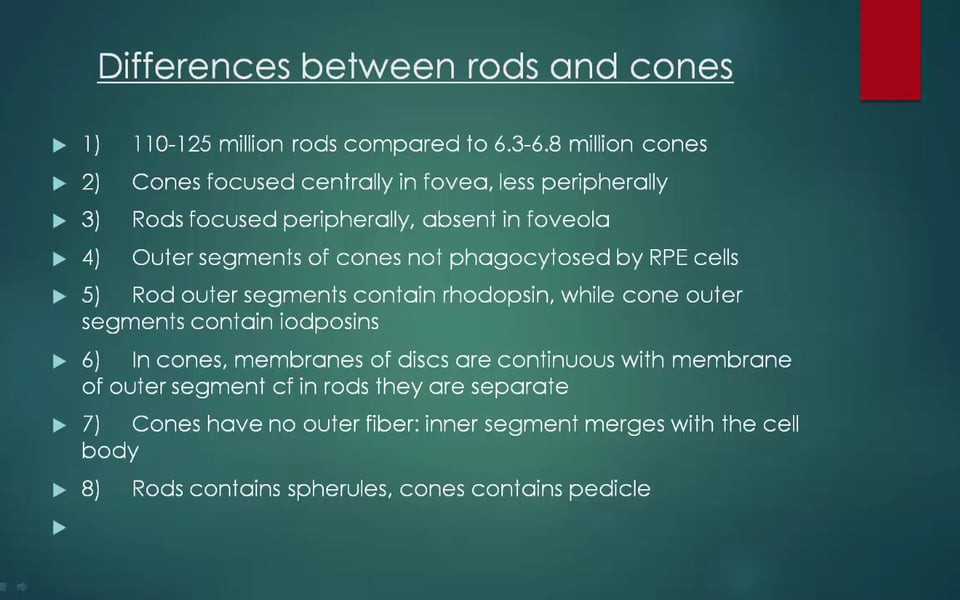 Differences between rods and cones
1) 110-125 million rods compared to 6.3-6.8 million cones
2) Cones focused centrally in fovea, less peripherally
3) Rods focused peripherally, absent in foveola
4) Outer segments of cones not phagocytosed by RPE cells
5) Rod outer segments contain rhodopsin, while cone outer
segments contain iodposins
6) In cones, membranes of discs are continuous with membrane
of outer segment cf in rods they are separate
7) Cones have no outer fiber: inner segment merges with the cell
body
8) Rods contains spherules, cones contains pedicle